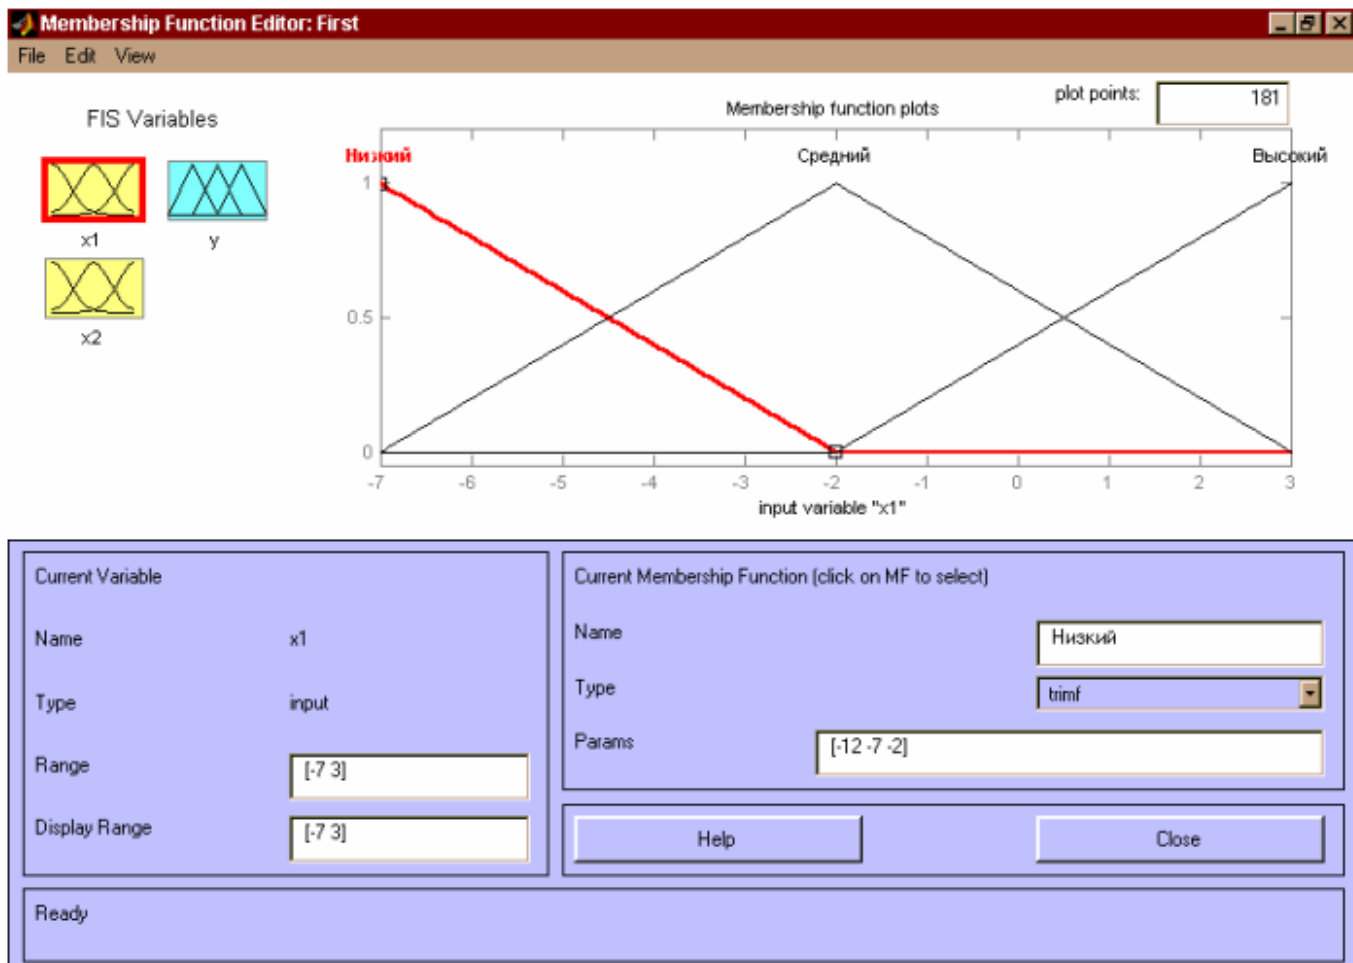 Membership Function Editor: First
File Edit View
FIS Variables
x1
y
x2
plot points: 181
Membership function plots
Низкий Средний Высокий
1
0.5
0
-7 -6 -5 -4 -3 -2 -1 0 1 2 3
input variable "x1"
Current Variable
Name x1
Type input
Range [-7 3]
Display Range [-7 3]
Current Membership Function (click on MF to select)
Name Низкий
Type trimf
Params [-12 -7 -2]
Help Close
Ready